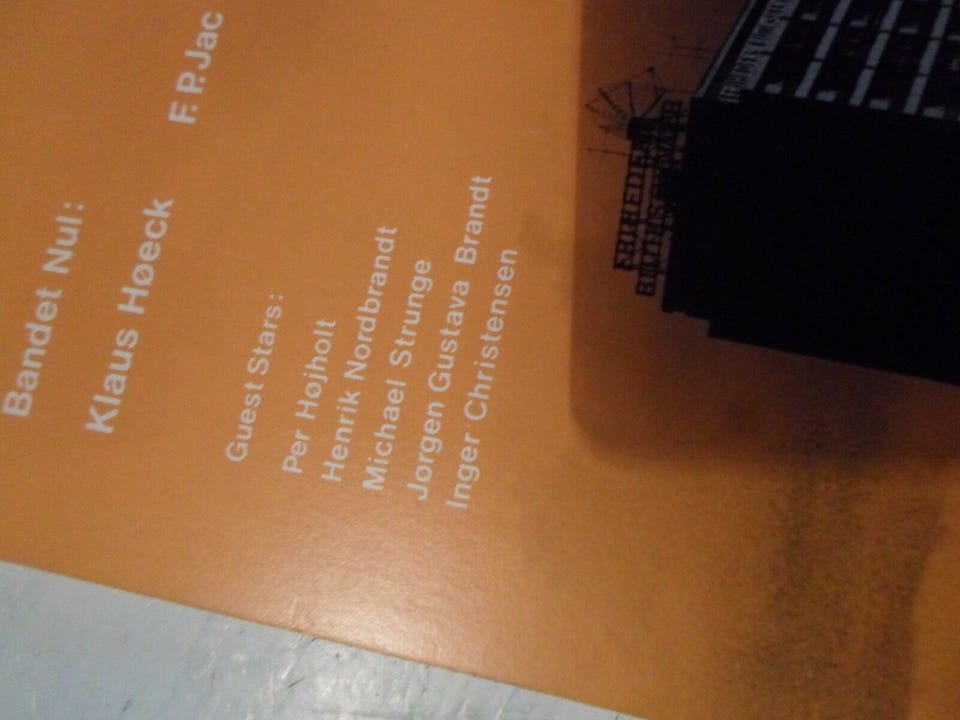 Bandet Nul:
Klaus Høeck F. P. Jac
Guest Stars:
Per Højholt
Henrik Nordbrandt
Michael Strunge
Jørgen Gustava Brandt
Inger Christensen